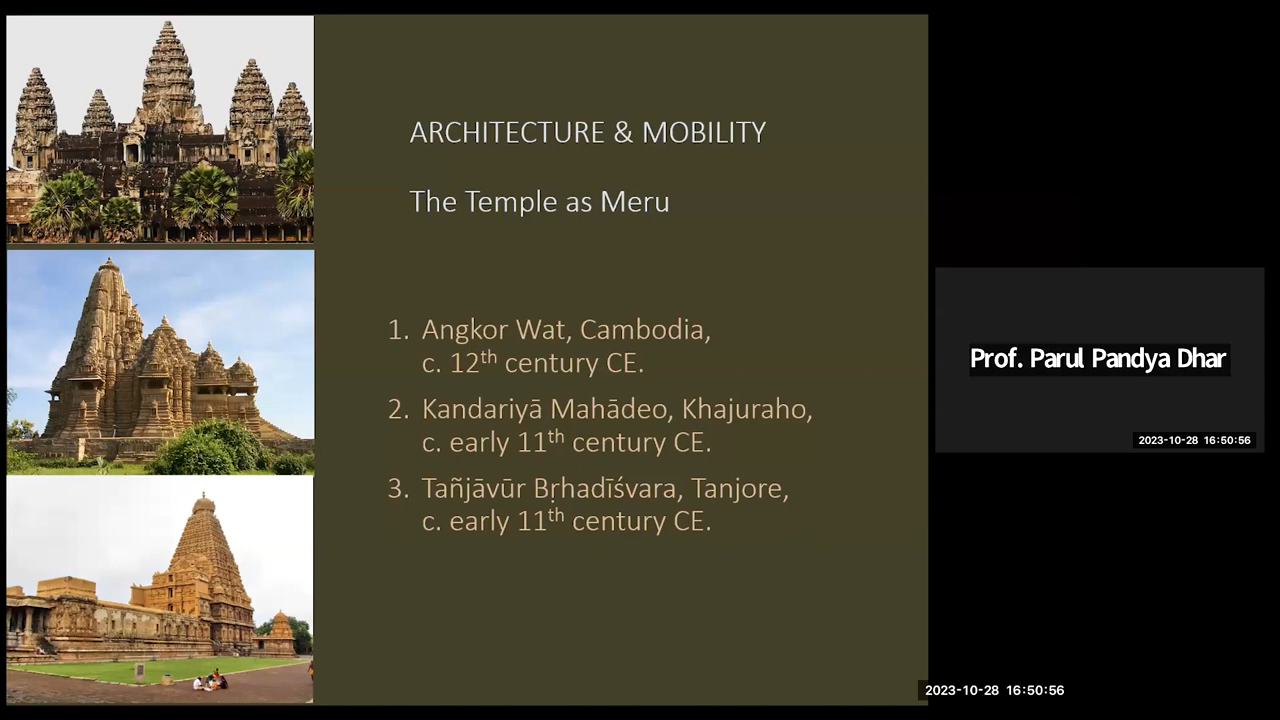 ARCHITECTURE & MOBILITY
The Temple as Meru
1. Angkor Wat, Cambodia,
c. 12th century CE.
2. Kandariyā Mahādeo, Khajuraho,
c. early 11th century CE.
3. Tañjāvūr Bṛhadīśvara, Tanjore,
c. early 11th century CE.
Prof. Parul Pandya Dhar
2023-10-28 16:50:56
2023-10-28 16:50:56